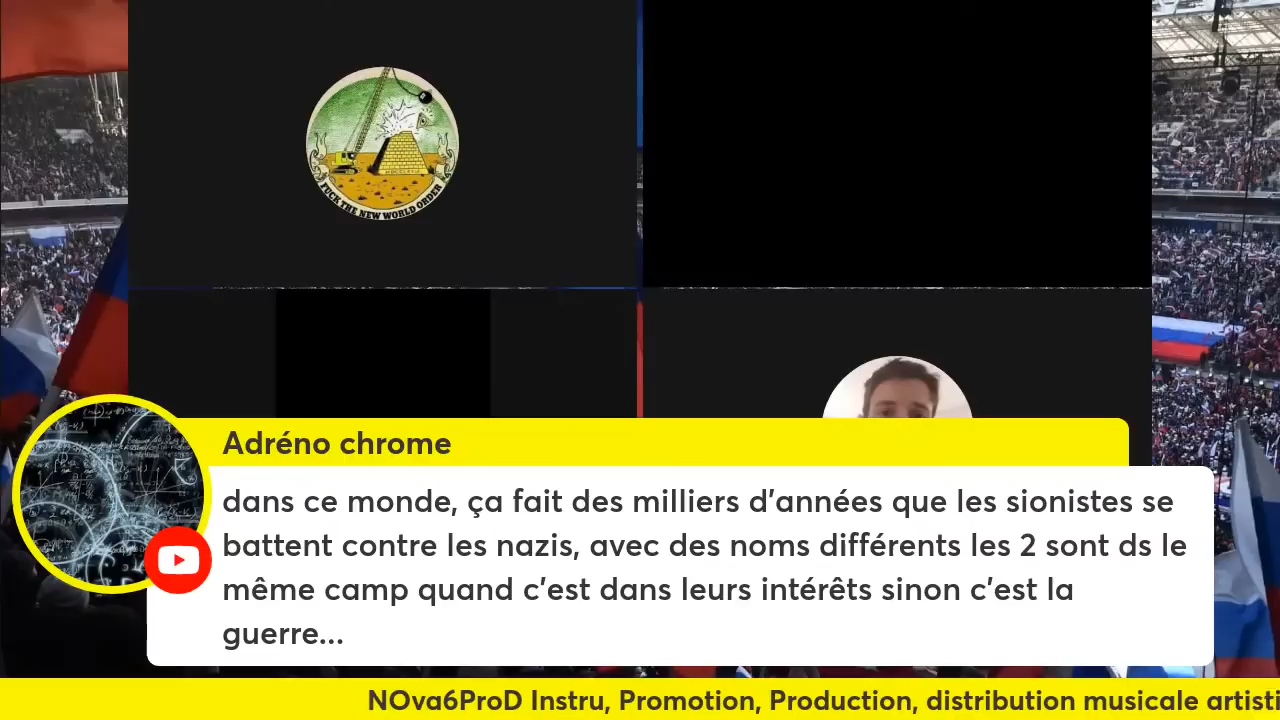 FUCK THE NEW WORLD ORDER
Adréno chrome
dans ce monde, ça fait des milliers d'années que les sionistes se
battent contre les nazis, avec des noms différents les 2 sont ds le
même camp quand c'est dans leurs intérêts sinon c'est la
guerre...
NOva6ProD Instru, Promotion, Production, distribution musicale artisti